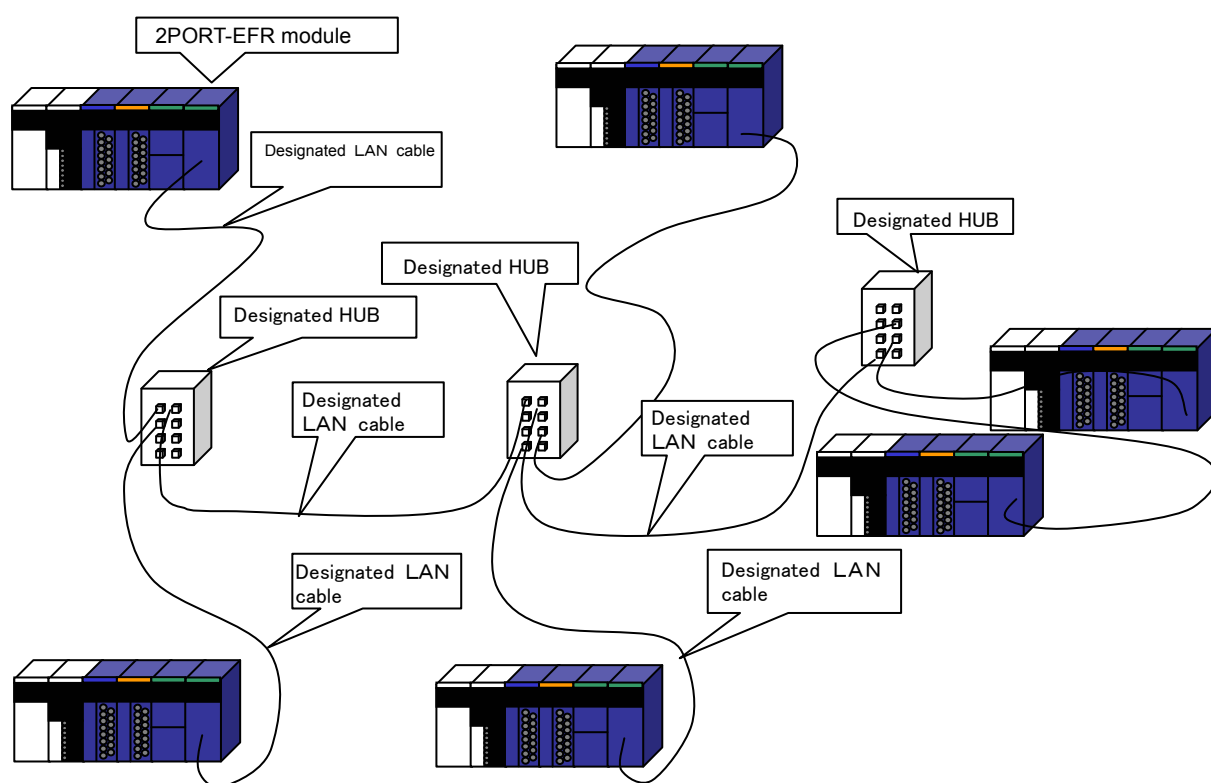 2PORT-EFR module
Designated LAN cable
Designated HUB
Designated HUB
Designated HUB
Designated
LAN cable
Designated
LAN cable
Designated LAN
cable
Designated LAN
cable